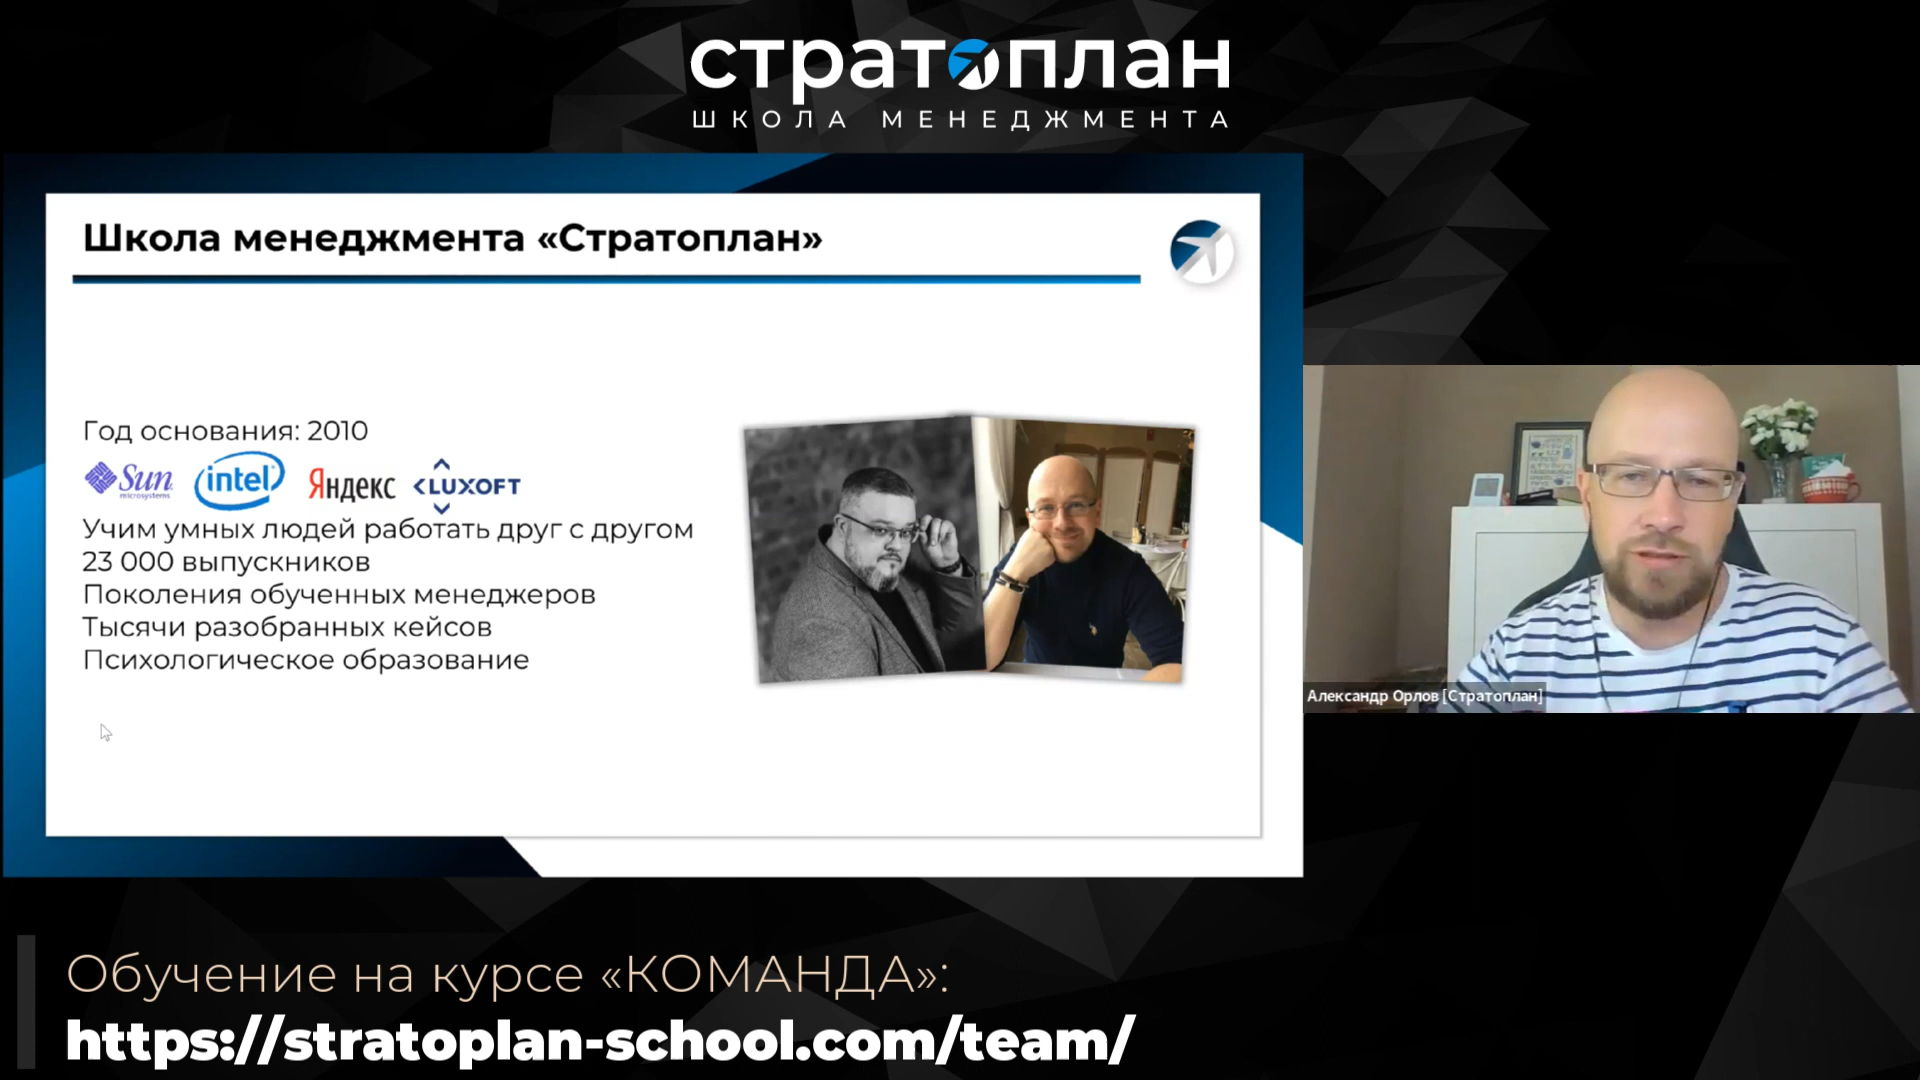 стратоплан
ШКОЛА МЕНЕДЖМЕНТА
Школа менеджмента «Стратоплан»
Год основания: 2010
Sun microsystems intel Яндекс LUXOFT
Учим умных людей работать друг с другом
23 000 выпускников
Поколения обученных менеджеров
Тысячи разобранных кейсов
Психологическое образование
Александр Орлов [Стратоплан]
Обучение на курсе «КОМАНДА»:
https://stratoplan-school.com/team/